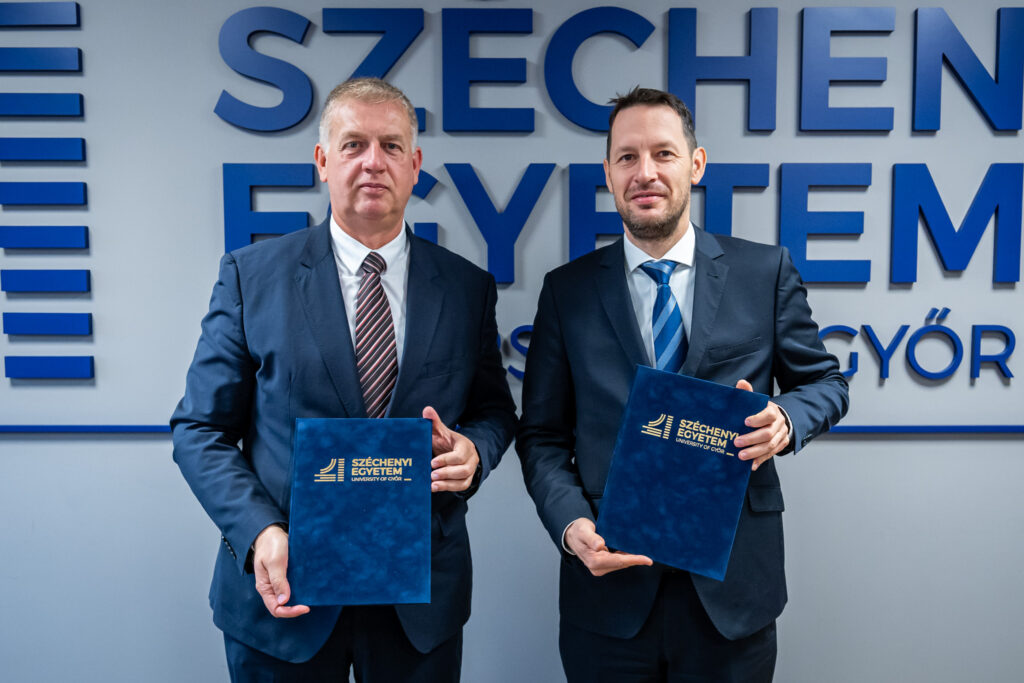 SZÉCHEN
EGYETEM
GYŐR
SZÉCHENYI
EGYETEM
UNIVERSITY OF GYŐR
SZÉCHENYI
EGYETEM
UNIVERSITY OF GYŐR